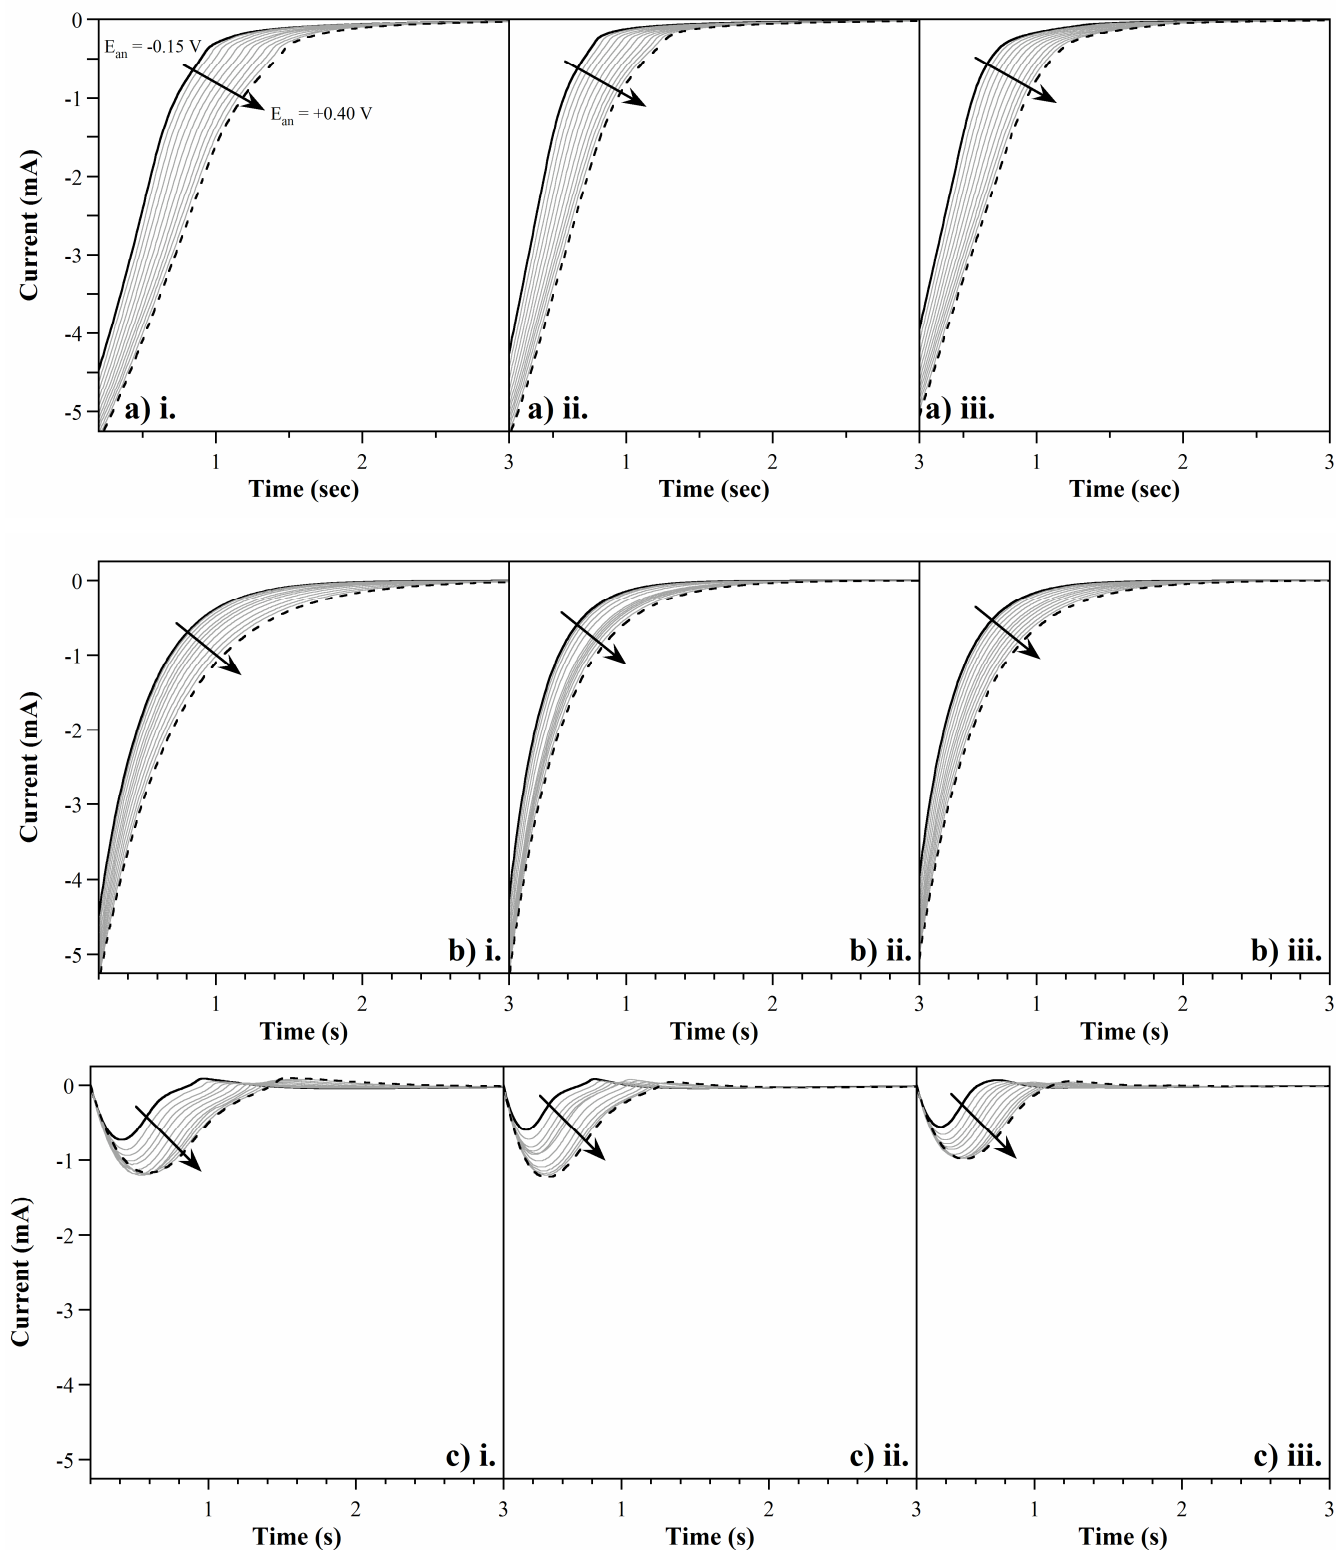 0
E_an = -0.15 V
E_an = +0.40 V
-1
-2
-3
-4
-5
Current (mA)
a) i.
a) ii.
a) iii.
1 2 3 1 2 3 1 2 3
Time (sec) Time (sec) Time (sec)
0
-1
-2
-3
-4
-5
Current (mA)
b) i.
b) ii.
b) iii.
1 2 3 1 2 3 1 2 3
Time (s) Time (s) Time (s)
0
-1
-2
-3
-4
-5
Current (mA)
c) i.
c) ii.
c) iii.
1 2 3 1 2 3 1 2 3
Time (s) Time (s) Time (s)